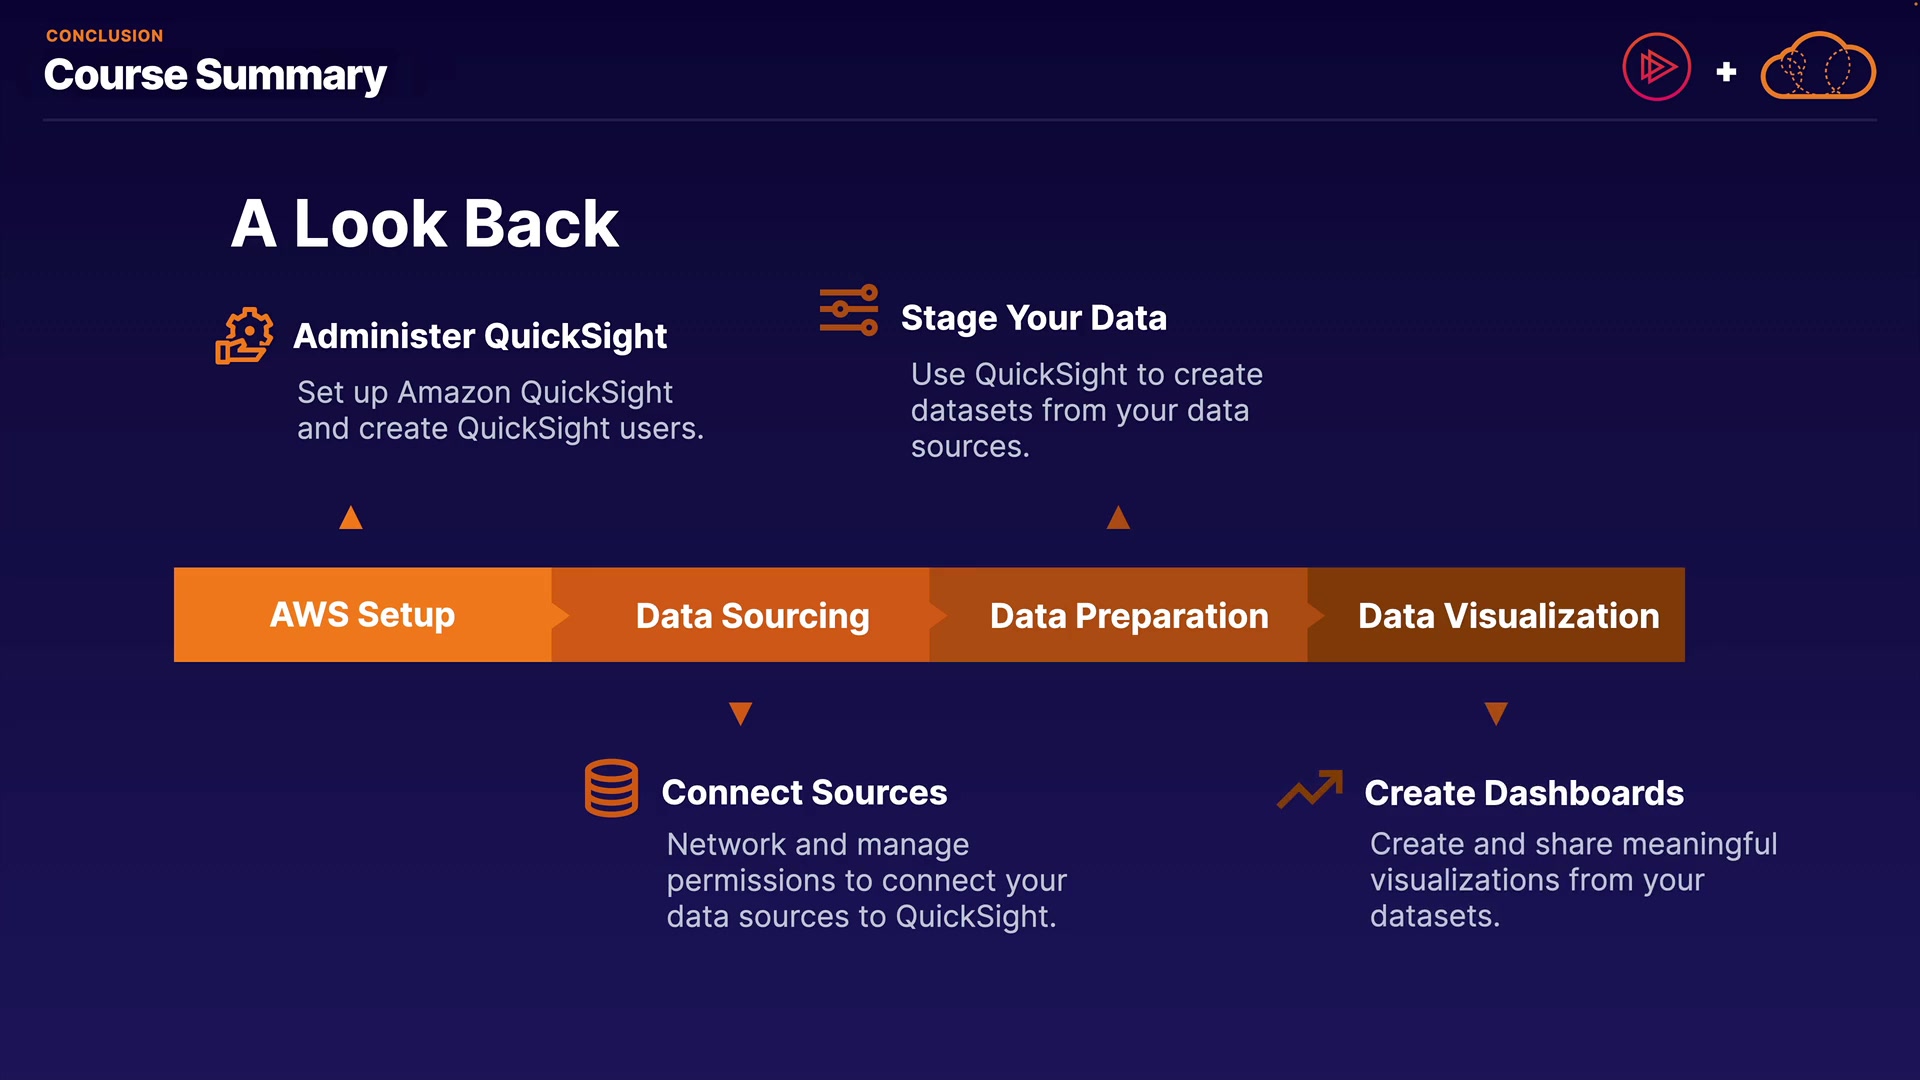 CONCLUSION
Course Summary
+
A Look Back
Administer QuickSight
Set up Amazon QuickSight
and create QuickSight users.
Stage Your Data
Use QuickSight to create
datasets from your data
sources.
AWS Setup
Data Sourcing
Data Preparation
Data Visualization
Connect Sources
Network and manage
permissions to connect your
data sources to QuickSight.
Create Dashboards
Create and share meaningful
visualizations from your
datasets.